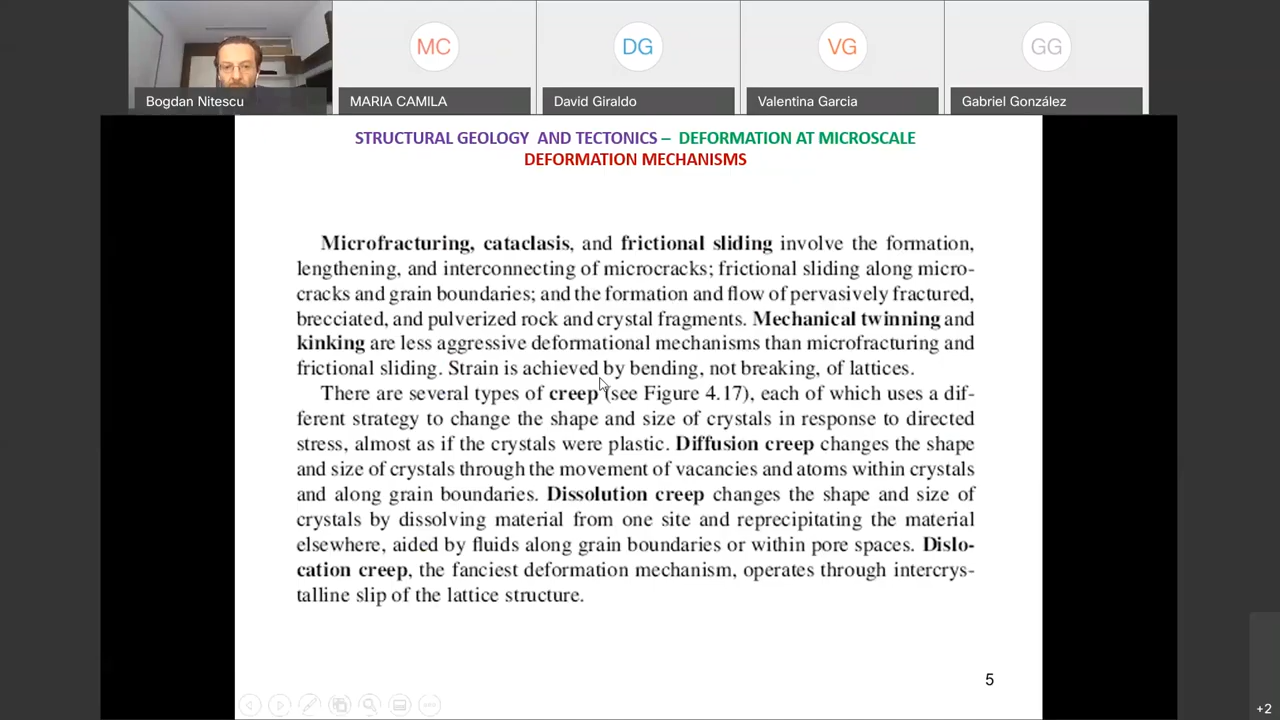 MC
DG
VG
GG
Bogdan Nitescu
MARIA CAMILA
David Giraldo
Valentina Garcia
Gabriel González
STRUCTURAL GEOLOGY AND TECTONICS – DEFORMATION AT MICROSCALE
DEFORMATION MECHANISMS
Microfracturing, cataclasis, and frictional sliding involve the formation,
lengthening, and interconnecting of microcracks; frictional sliding along micro-
cracks and grain boundaries; and the formation and flow of pervasively fractured,
brecciated, and pulverized rock and crystal fragments. Mechanical twinning and
kinking are less aggressive deformational mechanisms than microfracturing and
frictional sliding. Strain is achieved by bending, not breaking, of lattices.
There are several types of creep (see Figure 4.17), each of which uses a dif-
ferent strategy to change the shape and size of crystals in response to directed
stress, almost as if the crystals were plastic. Diffusion creep changes the shape
and size of crystals through the movement of vacancies and atoms within crystals
and along grain boundaries. Dissolution creep changes the shape and size of
crystals by dissolving material from one site and reprecipitating the material
elsewhere, aided by fluids along grain boundaries or within pore spaces. Dislo-
cation creep, the fanciest deformation mechanism, operates through intercrys-
talline slip of the lattice structure.
5
+2